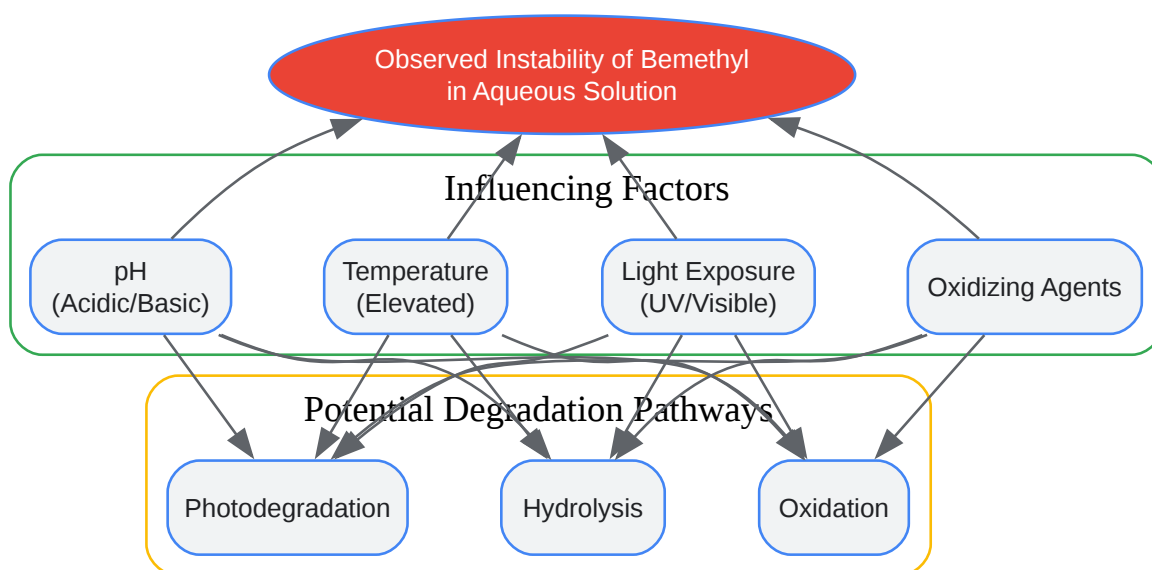 Observed Instability of Bemethyl
in Aqueous Solution
Influencing Factors
pH
(Acidic/Basic)
Temperature
(Elevated)
Light Exposure
(UV/Visible)
Oxidizing Agents
Potential Degradation Pathways
Photodegradation
Hydrolysis
Oxidation